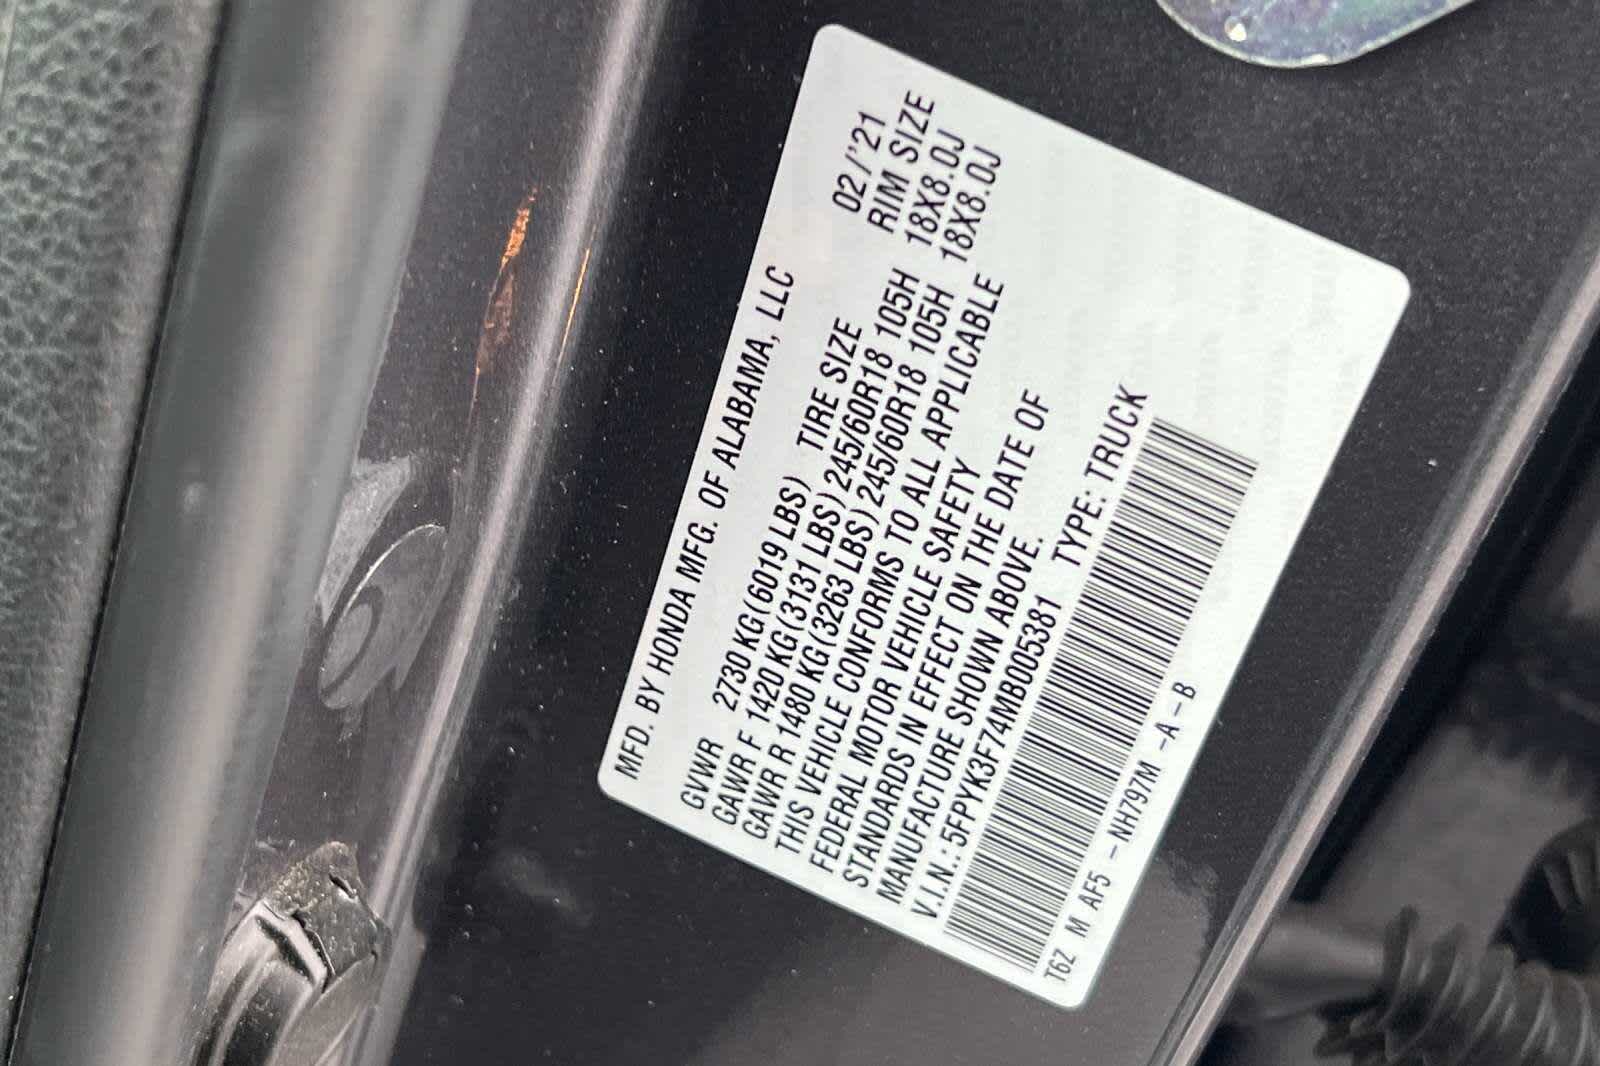 MFD. BY HONDA MFG. OF ALABAMA, LLC 02/'21
GVWR 2730 KG(6019 LBS) TIRE SIZE RIM SIZE
GAWR F 1420 KG(3131 LBS) 245/60R18 105H 18X8.0J
GAWR R 1480 KG(3263 LBS) 245/60R18 105H 18X8.0J
THIS VEHICLE CONFORMS TO ALL APPLICABLE
FEDERAL MOTOR VEHICLE SAFETY
STANDARDS IN EFFECT ON THE DATE OF
MANUFACTURE SHOWN ABOVE.
V.I.N.: 5FPYK3F74MB005381 TYPE: TRUCK
T6Z M AF5 -NH797M -A -B